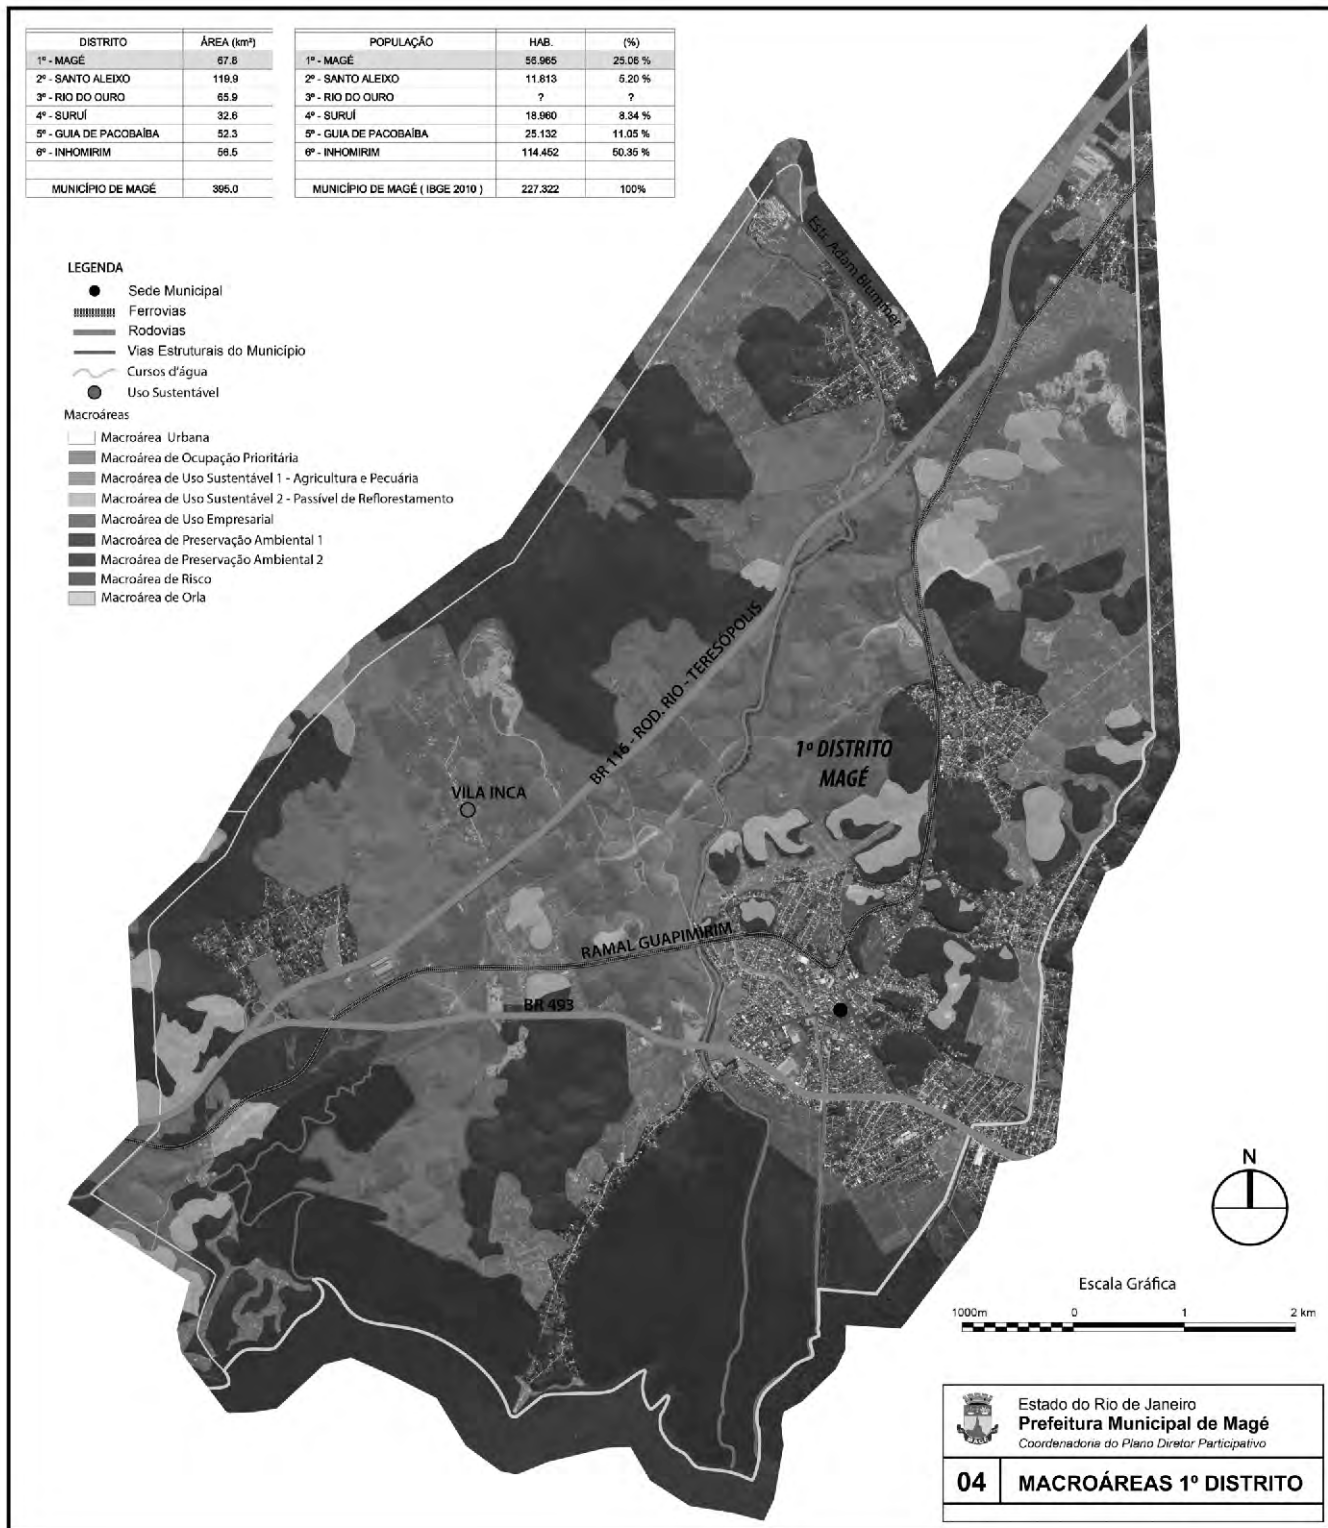 DISTRITO ÁREA (km²)
1º - MAGÉ 67.8
2º - SANTO ALEIXO 119.9
3º - RIO DO OURO 65.9
4º - SURUÍ 32.6
5º - GUIA DE PACOBAÍBA 52.3
6º - INHOMIRIM 56.5
MUNICÍPIO DE MAGÉ 395.0
POPULAÇÃO HAB. (%)
1º - MAGÉ 56.965 25.06 %
2º - SANTO ALEIXO 11.813 5.20 %
3º - RIO DO OURO ? ?
4º - SURUÍ 18.960 8.34 %
5º - GUIA DE PACOBAÍBA 25.132 11.05 %
6º - INHOMIRIM 114.452 50.35 %
MUNICÍPIO DE MAGÉ ( IBGE 2010 ) 227.322 100%
LEGENDA
Sede Municipal
Ferrovias
Rodovias
Vias Estruturais do Município
Cursos d'água
Uso Sustentável
Macroáreas
Macroárea Urbana
Macroárea de Ocupação Prioritária
Macroárea de Uso Sustentável 1 - Agricultura e Pecuária
Macroárea de Uso Sustentável 2 - Passível de Reflorestamento
Macroárea de Uso Empresarial
Macroárea de Preservação Ambiental 1
Macroárea de Preservação Ambiental 2
Macroárea de Risco
Macroárea de Orla
Estr. Adam Blummer
BR 116 - ROD. RIO - TERESÓPOLIS
1º DISTRITO
MAGÉ
VILA INCA
RAMAL GUAPIMIRIM
BR 493
N
Escala Gráfica
1000m 0 1 2 km
Estado do Rio de Janeiro
Prefeitura Municipal de Magé
Coordenadoria do Plano Diretor Participativo
04 MACROÁREAS 1º DISTRITO